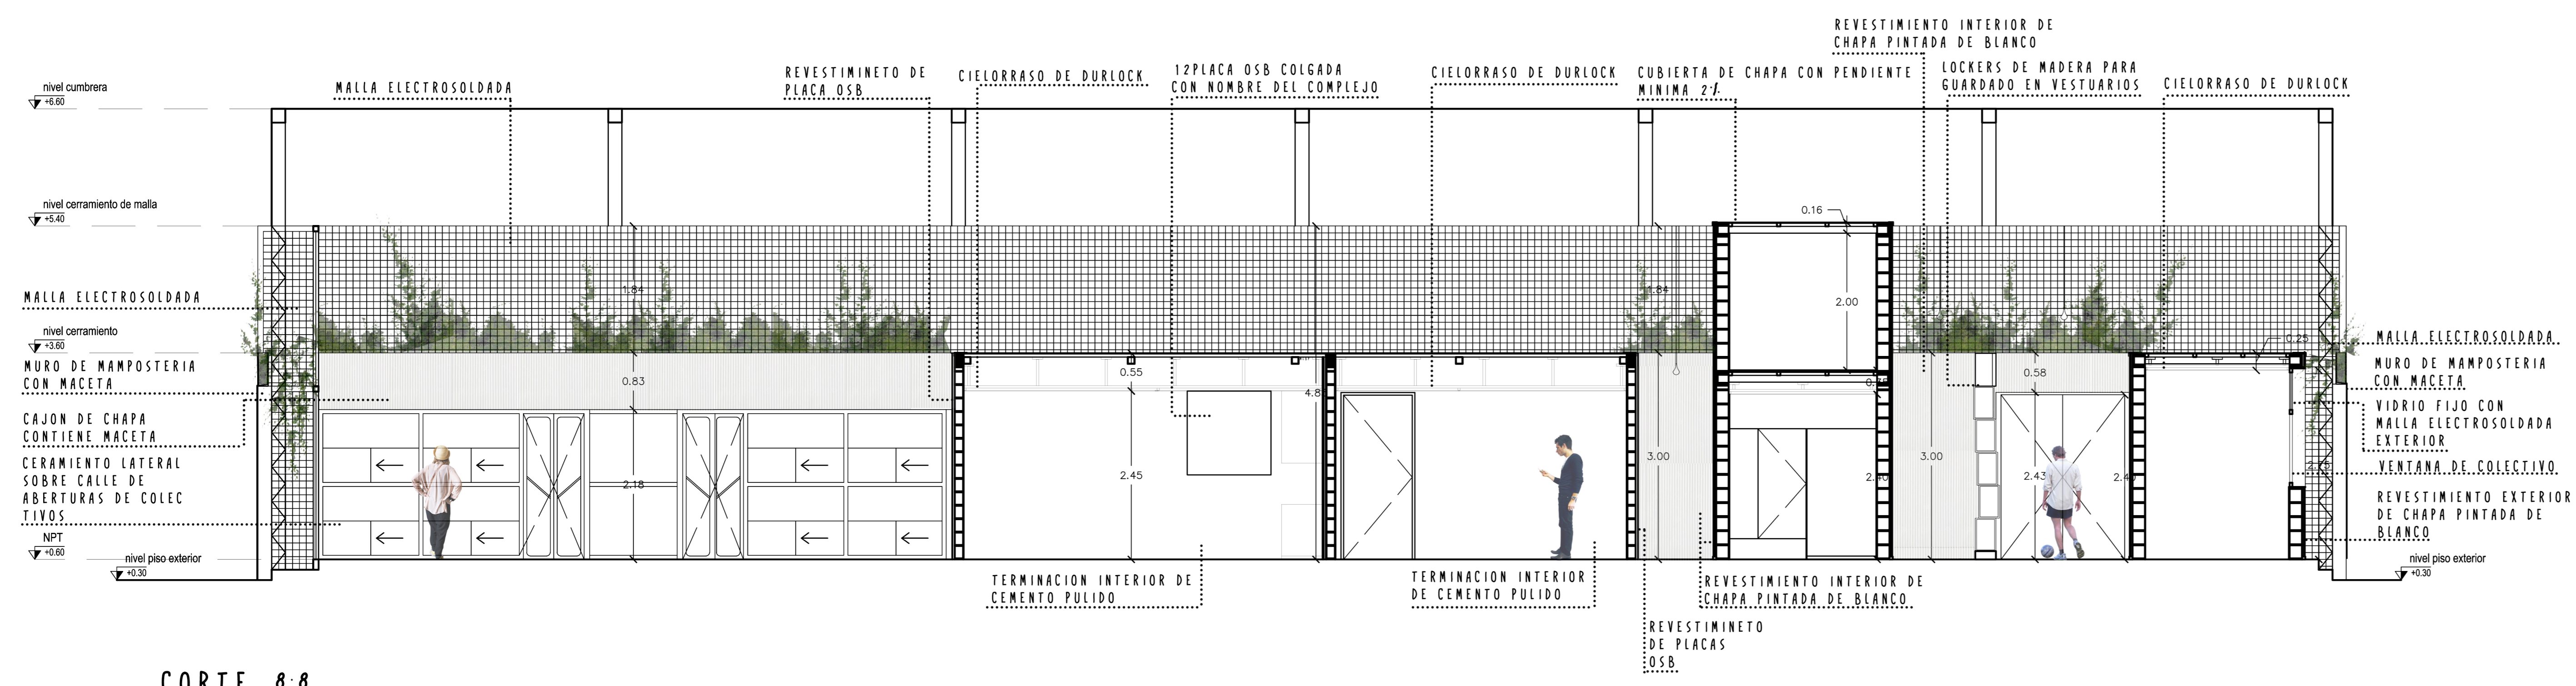 REVESTIMIENTO INTERIOR DE
CHAPA PINTADA DE BLANCO
MALLA ELECTROSOLDADA
REVESTIMINETO DE
PLACA OSB
CIELORRASO DE DURLOCK
12PLACA OSB COLGADA
CON NOMBRE DEL COMPLEJO
CIELORRASO DE DURLOCK
CUBIERTA DE CHAPA CON PENDIENTE
MINIMA 2%
LOCKERS DE MADERA PARA
GUARDADO EN VESTUARIOS
CIELORRASO DE DURLOCK
nivel cumbrera
+6.60
nivel cerramiento de malla
+5.40
0.16
1.84
2.00
MALLA ELECTROSOLDADA
nivel cerramiento
+3.60
MURO DE MAMPOSTERIA
CON MACETA
CAJON DE CHAPA
CONTIENE MACETA
CERAMIENTO LATERAL
SOBRE CALLE DE
ABERTURAS DE COLEC
TIVOS
NPT
+0.60
nivel piso exterior
+0.30
0.83
2.18
0.55
2.45
4.8
.84
3.00
2.40
3.00
0.58
2.43
2.4
0.25
MALLA ELECTROSOLDADA
MURO DE MAMPOSTERIA
CON MACETA
VIDRIO FIJO CON
MALLA ELECTROSOLDADA
EXTERIOR
VENTANA DE COLECTIVO
REVESTIMIENTO EXTERIOR
DE CHAPA PINTADA DE
BLANCO
nivel piso exterior
+0.30
TERMINACION INTERIOR DE
CEMENTO PULIDO
TERMINACION INTERIOR
DE CEMENTO PULIDO
REVESTIMIENTO INTERIOR DE
CHAPA PINTADA DE BLANCO
REVESTIMINETO
DE PLACAS
OSB
CORTE 8:8